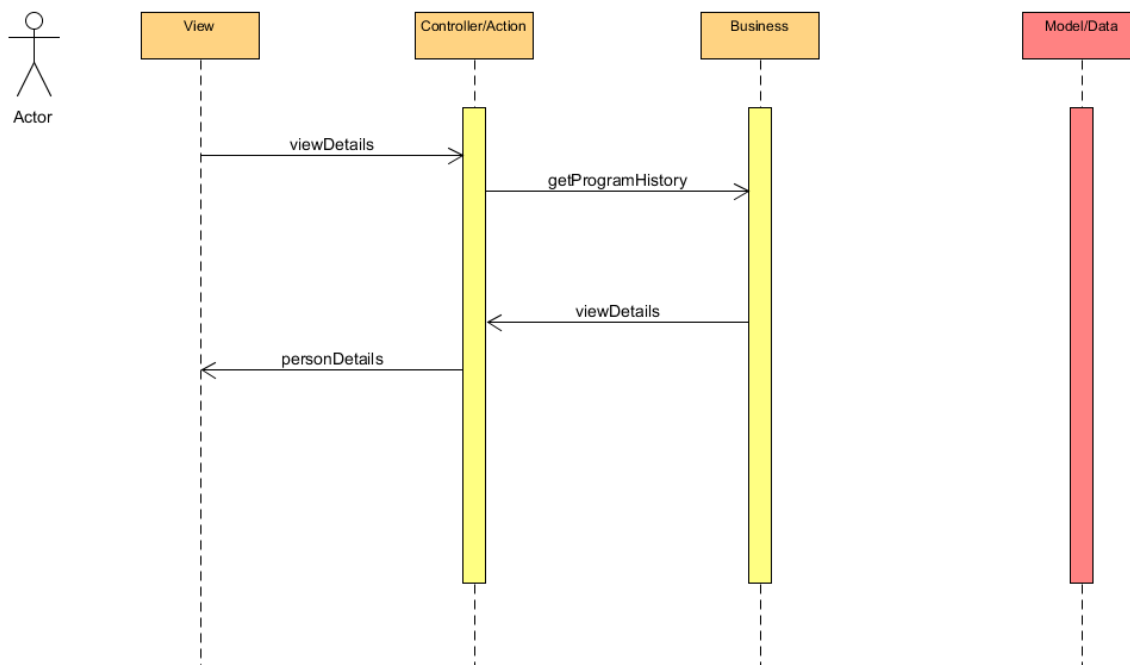 View
Controller/Action
Business
Model/Data
Actor
viewDetails
getProgramHistory
viewDetails
personDetails